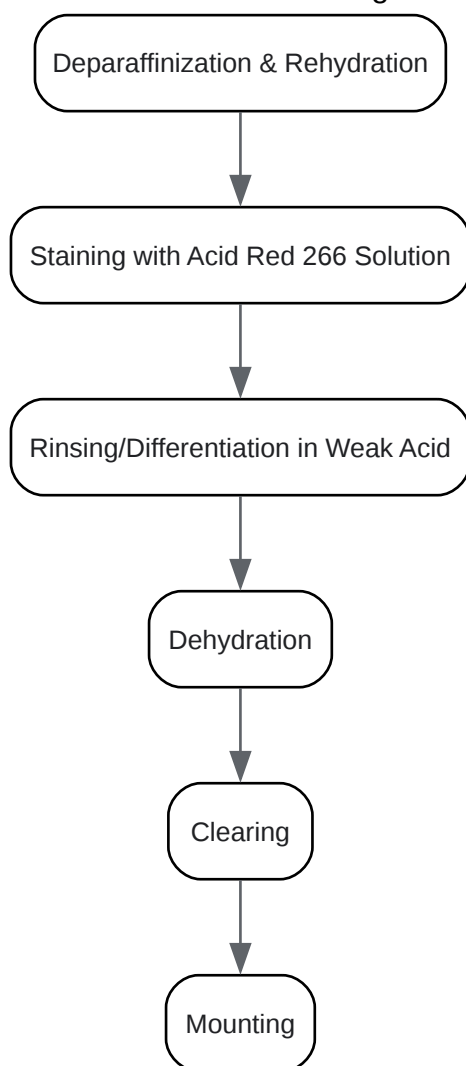 Deparaffinization & Rehydration
Staining with Acid Red 266 Solution
Rinsing/Differentiation in Weak Acid
Dehydration
Clearing
Mounting